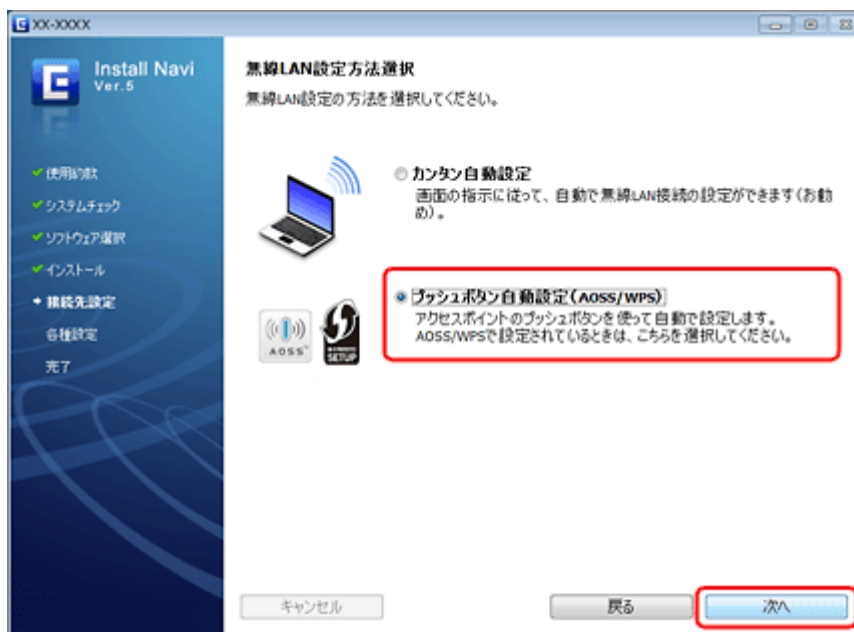 XX-XXXX
Install Navi
Ver.5
使用約款
システムチェック
ソフトウェア選択
インストール
接続先設定
各種設定
完了
無線LAN設定方法選択
無線LAN設定の方法を選択してください。
カンタン自動設定
画面の指示に従って、自動で無線LAN接続の設定ができます(お勧
め)。
プッシュボタン自動設定(AOSS/WPS)
アクセスポイントのプッシュボタンを使って自動で設定します。
AOSS/WPSで設定されているときは、こちらを選択してください。
AOSS
SETUP
キャンセル
戻る
次へ